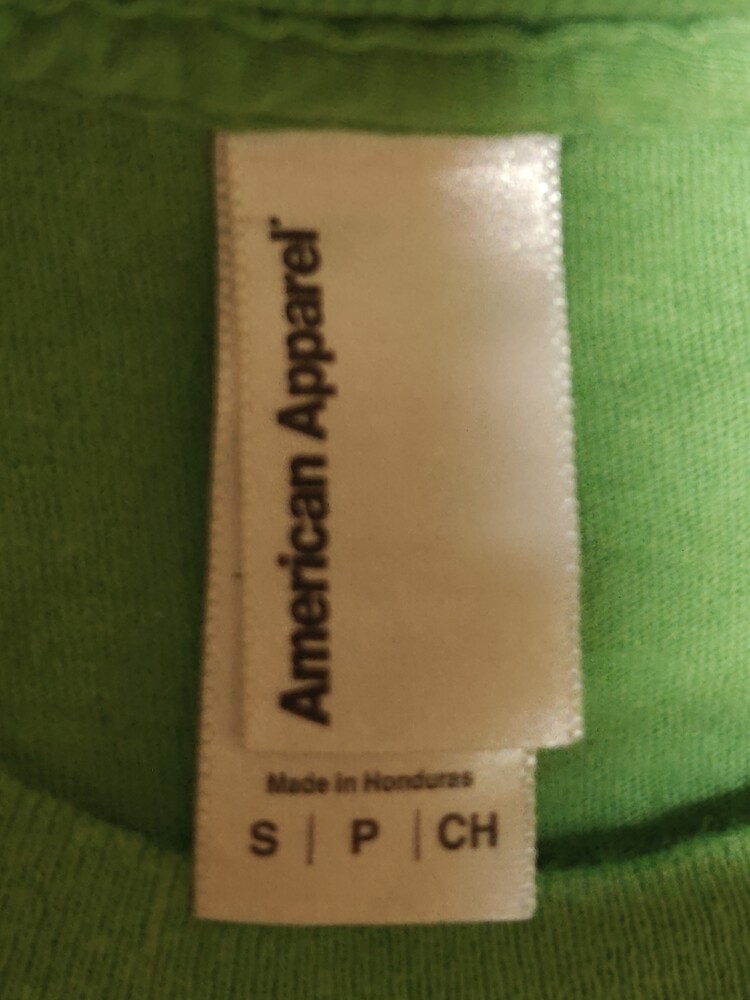 American Apparel
Made in Honduras
S | P | CH